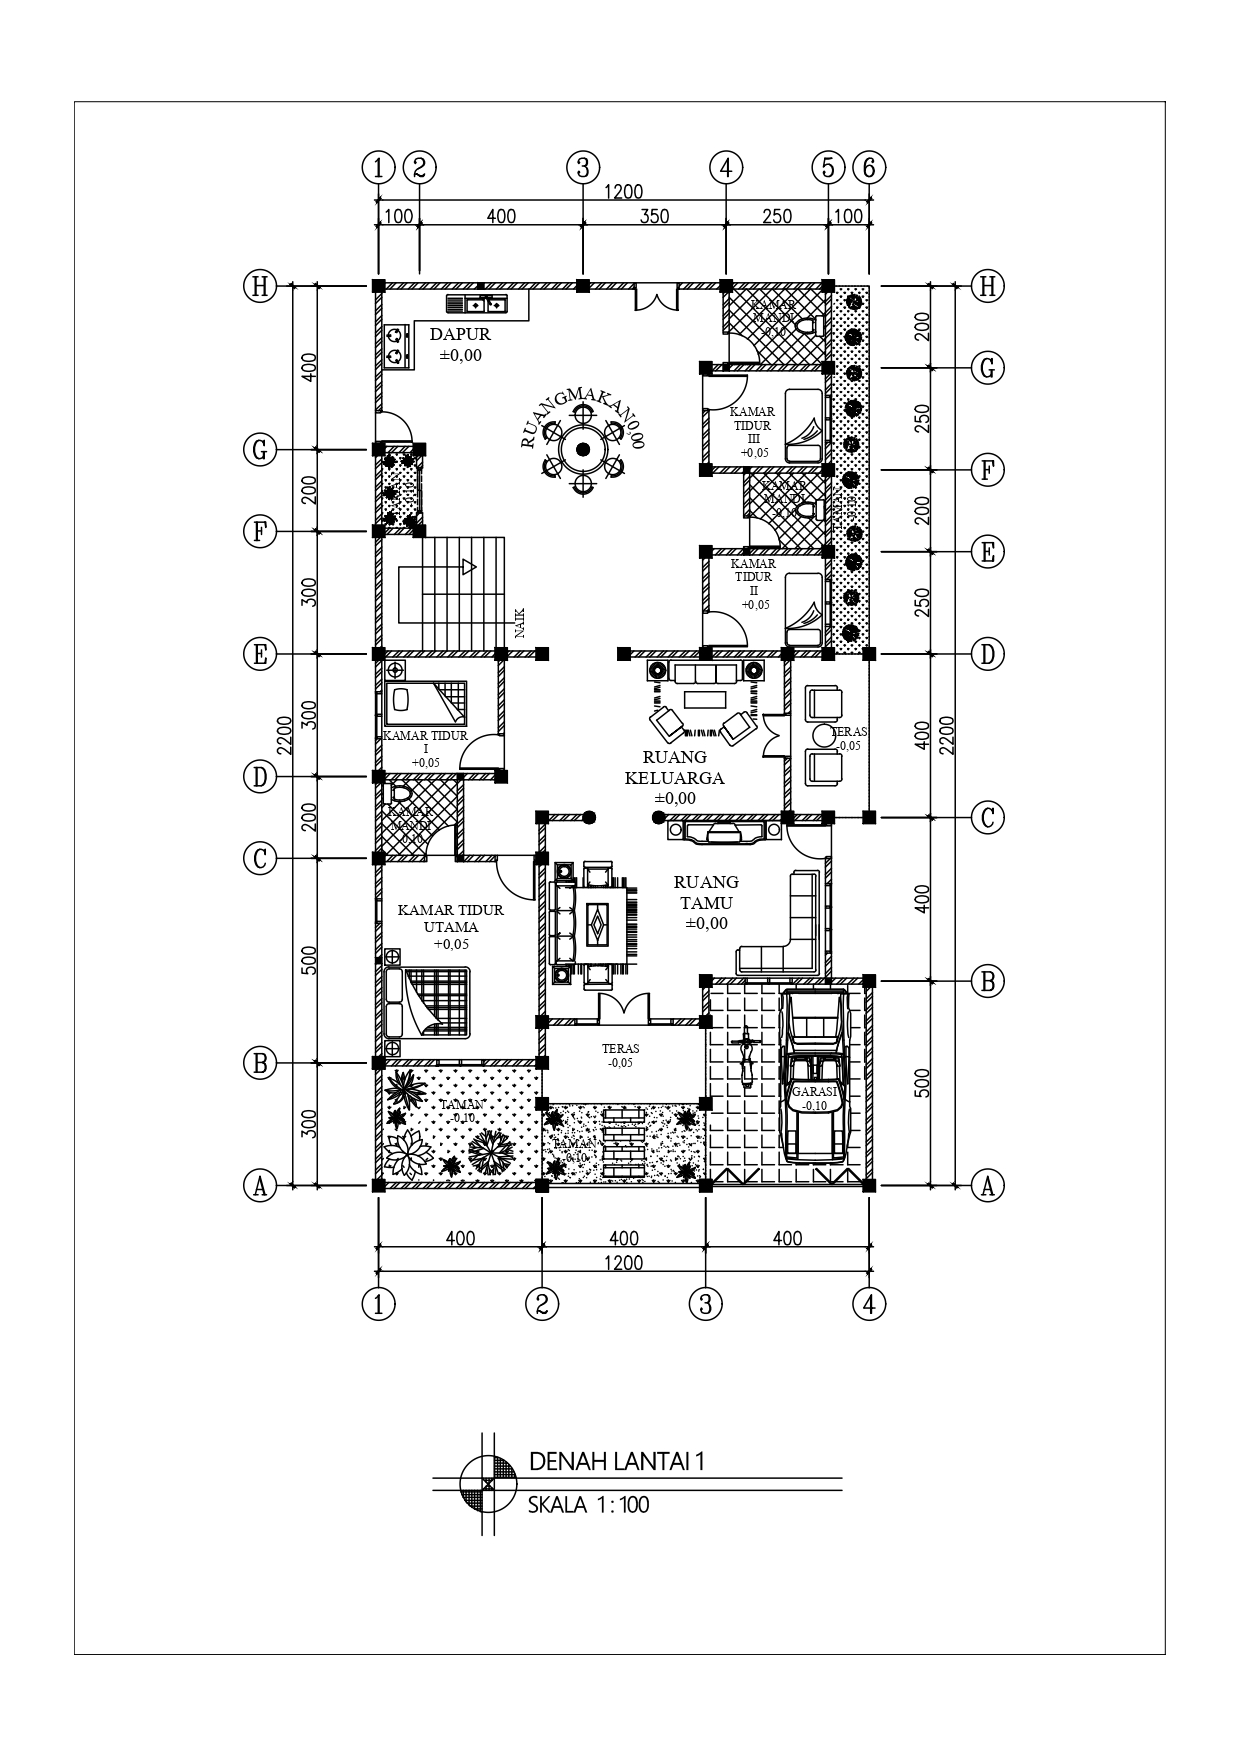 1 2 3 4 5 6
1200
100 400 350 250 100
H H
KAMAR
MANDI
-0,10
200
DAPUR
±0,00
400
G
RUANGMAKAN0,00
KAMAR
TIDUR
III
+0,05
250
G
F
200
KAMAR
MANDI
-0,10
200
F
E
KAMAR
TIDUR
II
+0,05
250
300
NAIK
E
D
2200
300
KAMAR TIDUR
I
+0,05
RUANG
KELUARGA
±0,00
TERAS
-0,05
400
2200
D
200
KAMAR
MANDI
-0,10
C
C
RUANG
TAMU
±0,00
400
KAMAR TIDUR
UTAMA
+0,05
500
B
TERAS
-0,05
B
GARASI
-0,10
500
TAMAN
-0,10
300
TAMAN
-0,10
A A
400 400 400
1200
1 2 3 4
DENAH LANTAI 1
SKALA 1 : 100